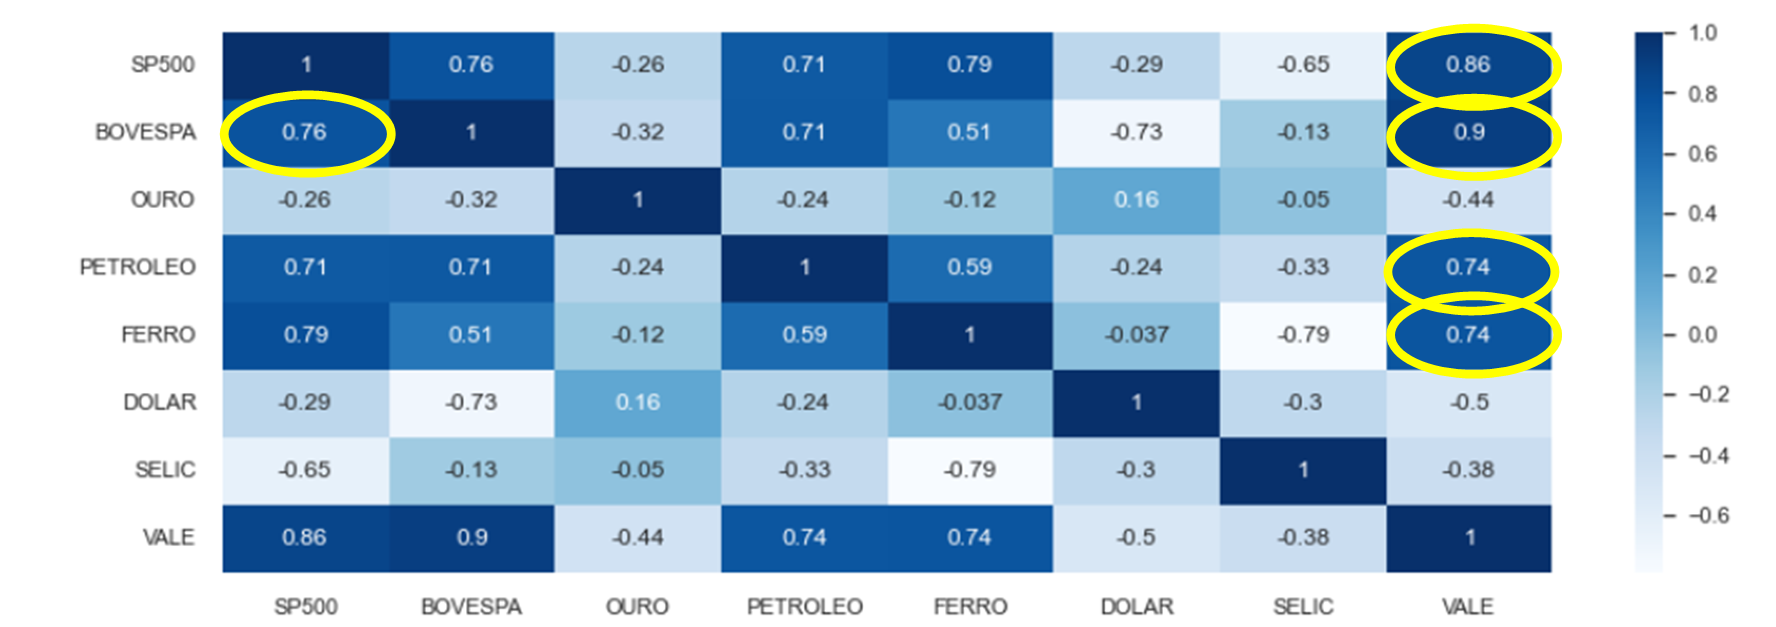 SP500 1 0.76 -0.26 0.71 0.79 -0.29 -0.65 0.86
BOVESPA 0.76 1 -0.32 0.71 0.51 -0.73 -0.13 0.9
OURO -0.26 -0.32 1 -0.24 -0.12 0.16 -0.05 -0.44
PETROLEO 0.71 0.71 -0.24 1 0.59 -0.24 -0.33 0.74
FERRO 0.79 0.51 -0.12 0.59 1 -0.037 -0.79 0.74
DOLAR -0.29 -0.73 0.16 -0.24 -0.037 1 -0.3 -0.5
SELIC -0.65 -0.13 -0.05 -0.33 -0.79 -0.3 1 -0.38
VALE 0.86 0.9 -0.44 0.74 0.74 -0.5 -0.38 1
SP500 BOVESPA OURO PETROLEO FERRO DOLAR SELIC VALE
1.0
0.8
0.6
0.4
0.2
0.0
−0.2
−0.4
−0.6